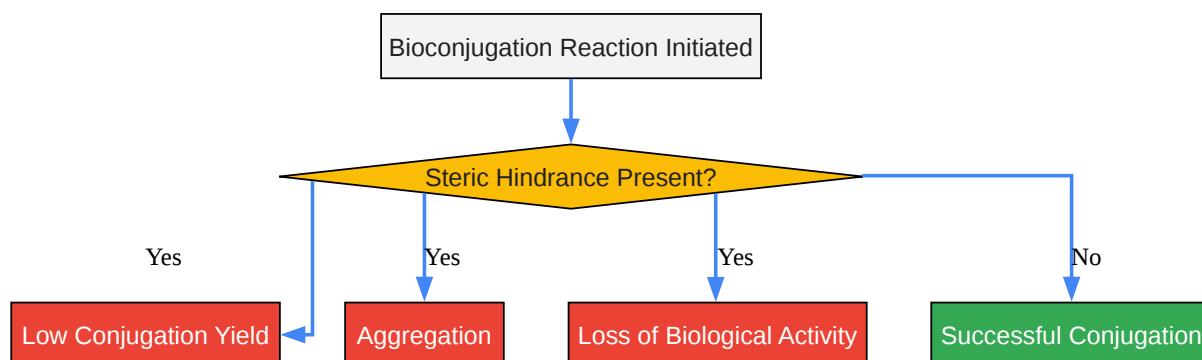 Bioconjugation Reaction Initiated
Steric Hindrance Present?
Yes
Yes
Yes
No
Low Conjugation Yield
Aggregation
Loss of Biological Activity
Successful Conjugation